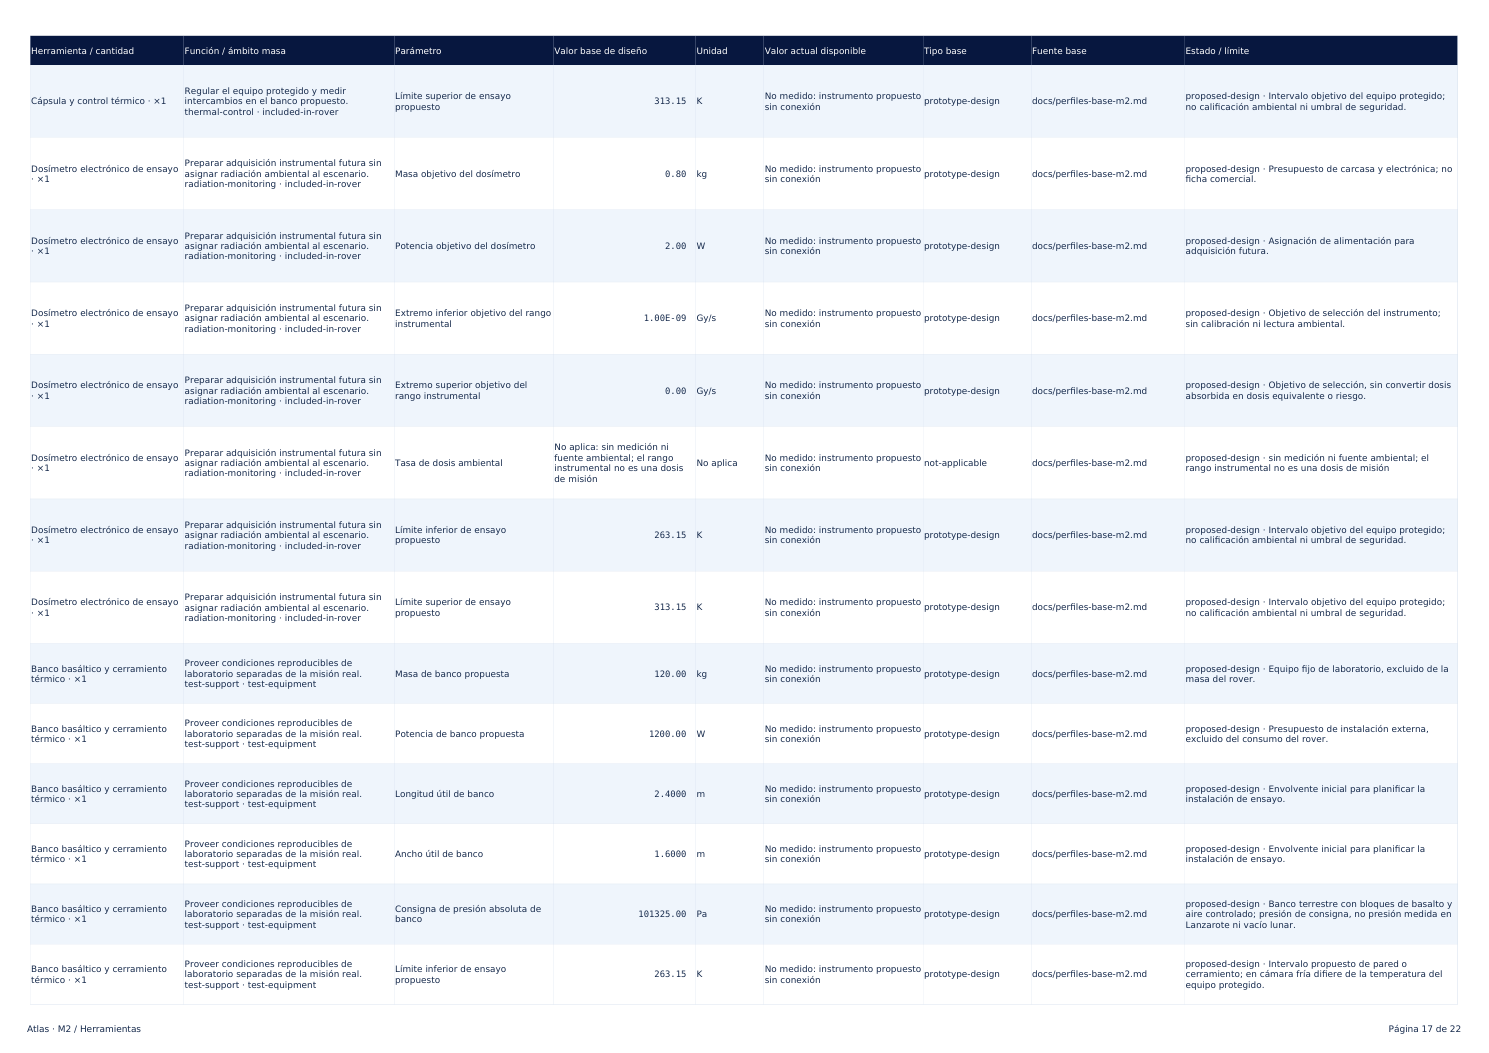 Herramienta / cantidad Función / ámbito masa Parámetro Valor base de diseño Unidad Valor actual disponible Tipo base Fuente base Estado / límite
Cápsula y control térmico · ×1
Regular el equipo protegido y medir
intercambios en el banco propuesto.
thermal-control · included-in-rover
Límite superior de ensayo
propuesto
313.15 K
No medido: instrumento propuesto
sin conexión
prototype-design docs/perfiles-base-m2.md
proposed-design · Intervalo objetivo del equipo protegido;
no calificación ambiental ni umbral de seguridad.
Dosímetro electrónico de ensayo
· ×1
Preparar adquisición instrumental futura sin
asignar radiación ambiental al escenario.
radiation-monitoring · included-in-rover
Masa objetivo del dosímetro
0.80 kg
No medido: instrumento propuesto
sin conexión
prototype-design docs/perfiles-base-m2.md
proposed-design · Presupuesto de carcasa y electrónica; no
ficha comercial.
Dosímetro electrónico de ensayo
· ×1
Preparar adquisición instrumental futura sin
asignar radiación ambiental al escenario.
radiation-monitoring · included-in-rover
Potencia objetivo del dosímetro
2.00 W
No medido: instrumento propuesto
sin conexión
prototype-design docs/perfiles-base-m2.md
proposed-design · Asignación de alimentación para
adquisición futura.
Dosímetro electrónico de ensayo
· ×1
Preparar adquisición instrumental futura sin
asignar radiación ambiental al escenario.
radiation-monitoring · included-in-rover
Extremo inferior objetivo del rango
instrumental
1.00E-09 Gy/s
No medido: instrumento propuesto
sin conexión
prototype-design docs/perfiles-base-m2.md
proposed-design · Objetivo de selección del instrumento;
sin calibración ni lectura ambiental.
Dosímetro electrónico de ensayo
· ×1
Preparar adquisición instrumental futura sin
asignar radiación ambiental al escenario.
radiation-monitoring · included-in-rover
Extremo superior objetivo del
rango instrumental
0.00 Gy/s
No medido: instrumento propuesto
sin conexión
prototype-design docs/perfiles-base-m2.md
proposed-design · Objetivo de selección, sin convertir dosis
absorbida en dosis equivalente o riesgo.
Dosímetro electrónico de ensayo
· ×1
Preparar adquisición instrumental futura sin
asignar radiación ambiental al escenario.
radiation-monitoring · included-in-rover
Tasa de dosis ambiental
No aplica: sin medición ni
fuente ambiental; el rango
instrumental no es una dosis
de misión
No aplica
No medido: instrumento propuesto
sin conexión
not-applicable docs/perfiles-base-m2.md
proposed-design · sin medición ni fuente ambiental; el
rango instrumental no es una dosis de misión
Dosímetro electrónico de ensayo
· ×1
Preparar adquisición instrumental futura sin
asignar radiación ambiental al escenario.
radiation-monitoring · included-in-rover
Límite inferior de ensayo
propuesto
263.15 K
No medido: instrumento propuesto
sin conexión
prototype-design docs/perfiles-base-m2.md
proposed-design · Intervalo objetivo del equipo protegido;
no calificación ambiental ni umbral de seguridad.
Dosímetro electrónico de ensayo
· ×1
Preparar adquisición instrumental futura sin
asignar radiación ambiental al escenario.
radiation-monitoring · included-in-rover
Límite superior de ensayo
propuesto
313.15 K
No medido: instrumento propuesto
sin conexión
prototype-design docs/perfiles-base-m2.md
proposed-design · Intervalo objetivo del equipo protegido;
no calificación ambiental ni umbral de seguridad.
Banco basáltico y cerramiento
térmico · ×1
Proveer condiciones reproducibles de
laboratorio separadas de la misión real.
test-support · test-equipment
Masa de banco propuesta
120.00 kg
No medido: instrumento propuesto
sin conexión
prototype-design docs/perfiles-base-m2.md
proposed-design · Equipo fijo de laboratorio, excluido de la
masa del rover.
Banco basáltico y cerramiento
térmico · ×1
Proveer condiciones reproducibles de
laboratorio separadas de la misión real.
test-support · test-equipment
Potencia de banco propuesta
1200.00 W
No medido: instrumento propuesto
sin conexión
prototype-design docs/perfiles-base-m2.md
proposed-design · Presupuesto de instalación externa,
excluido del consumo del rover.
Banco basáltico y cerramiento
térmico · ×1
Proveer condiciones reproducibles de
laboratorio separadas de la misión real.
test-support · test-equipment
Longitud útil de banco
2.4000 m
No medido: instrumento propuesto
sin conexión
prototype-design docs/perfiles-base-m2.md
proposed-design · Envolvente inicial para planificar la
instalación de ensayo.
Banco basáltico y cerramiento
térmico · ×1
Proveer condiciones reproducibles de
laboratorio separadas de la misión real.
test-support · test-equipment
Ancho útil de banco
1.6000 m
No medido: instrumento propuesto
sin conexión
prototype-design docs/perfiles-base-m2.md
proposed-design · Envolvente inicial para planificar la
instalación de ensayo.
Banco basáltico y cerramiento
térmico · ×1
Proveer condiciones reproducibles de
laboratorio separadas de la misión real.
test-support · test-equipment
Consigna de presión absoluta de
banco
101325.00 Pa
No medido: instrumento propuesto
sin conexión
prototype-design docs/perfiles-base-m2.md
proposed-design · Banco terrestre con bloques de basalto y
aire controlado; presión de consigna, no presión medida en
Lanzarote ni vacío lunar.
Banco basáltico y cerramiento
térmico · ×1
Proveer condiciones reproducibles de
laboratorio separadas de la misión real.
test-support · test-equipment
Límite inferior de ensayo
propuesto
263.15 K
No medido: instrumento propuesto
sin conexión
prototype-design docs/perfiles-base-m2.md
proposed-design · Intervalo propuesto de pared o
cerramiento; en cámara fría difiere de la temperatura del
equipo protegido.
Atlas · M2 / Herramientas
Página 17 de 22